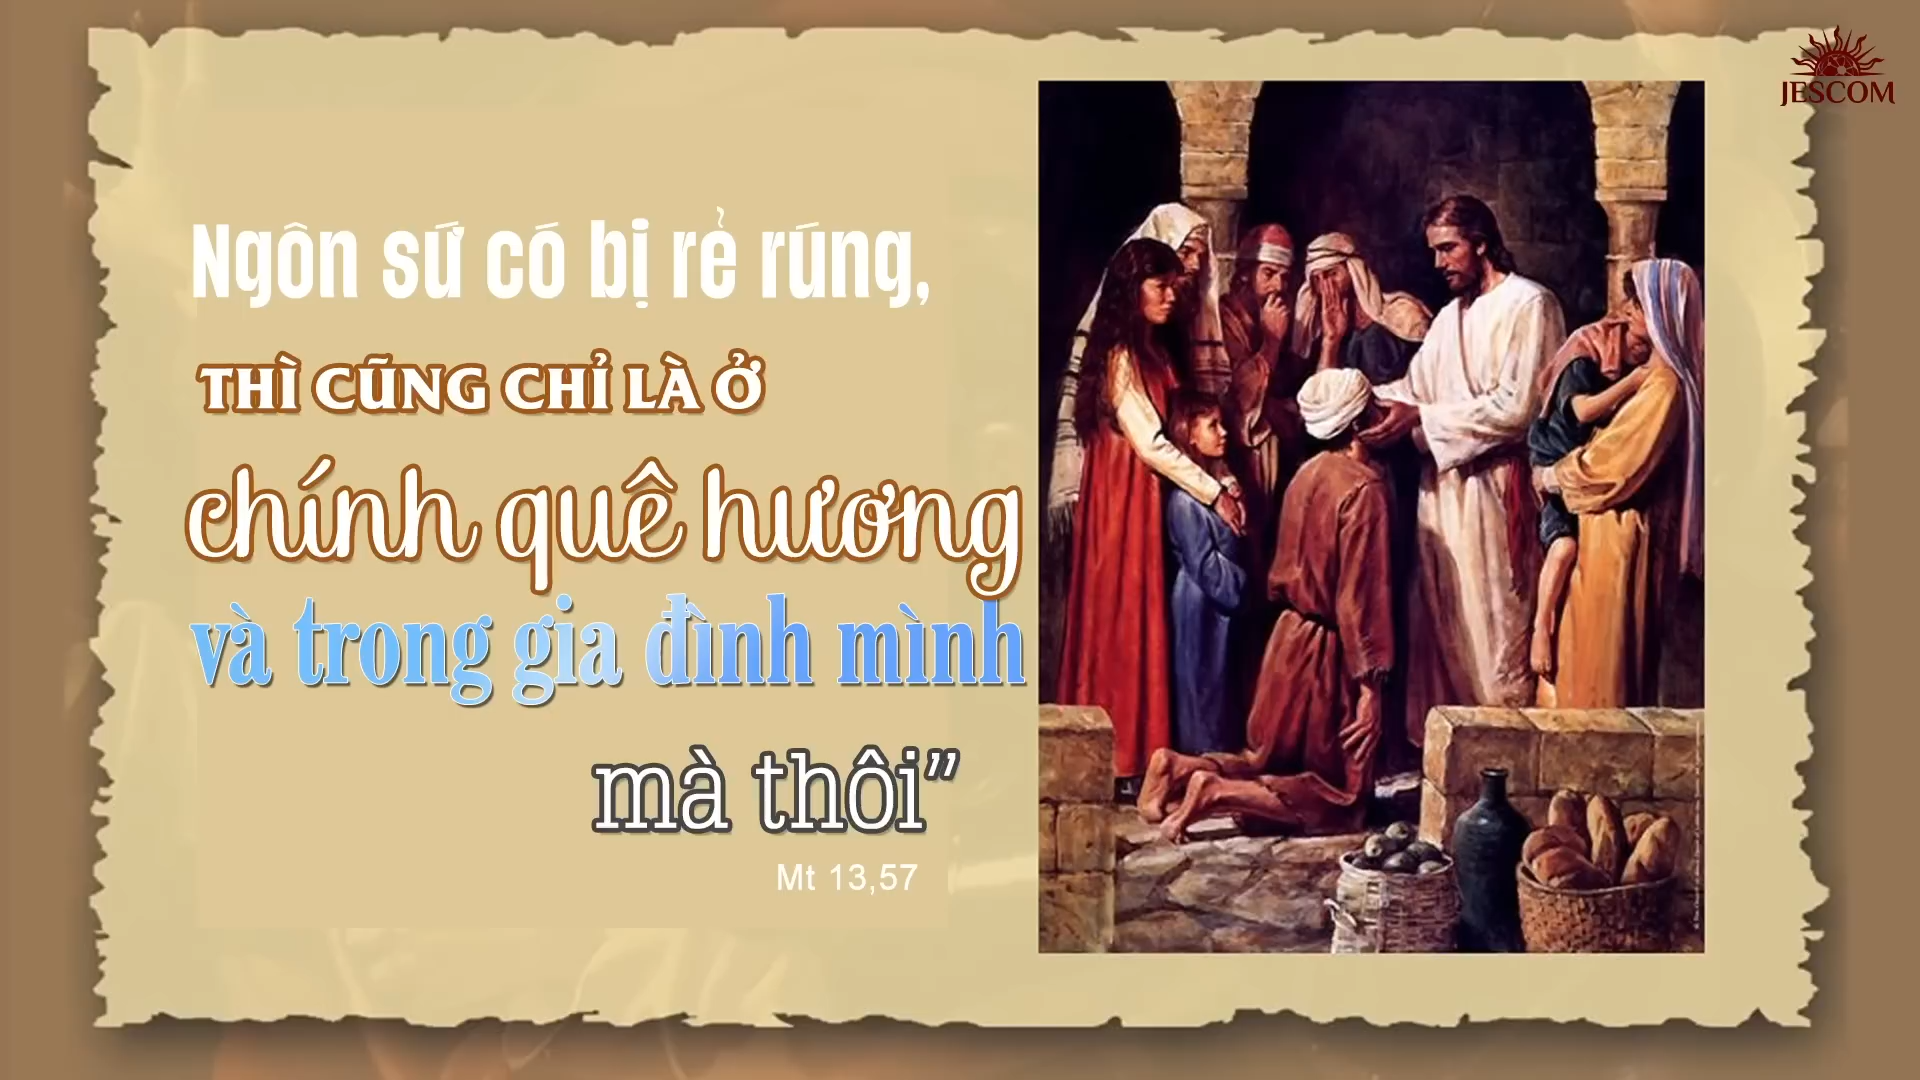 JESCOM
Ngôn sứ có bị rẻ rúng,
THÌ CŨNG CHỈ LÀ Ở
chính quê hương
và trong gia đình mình
mà thôi”
Mt 13,57